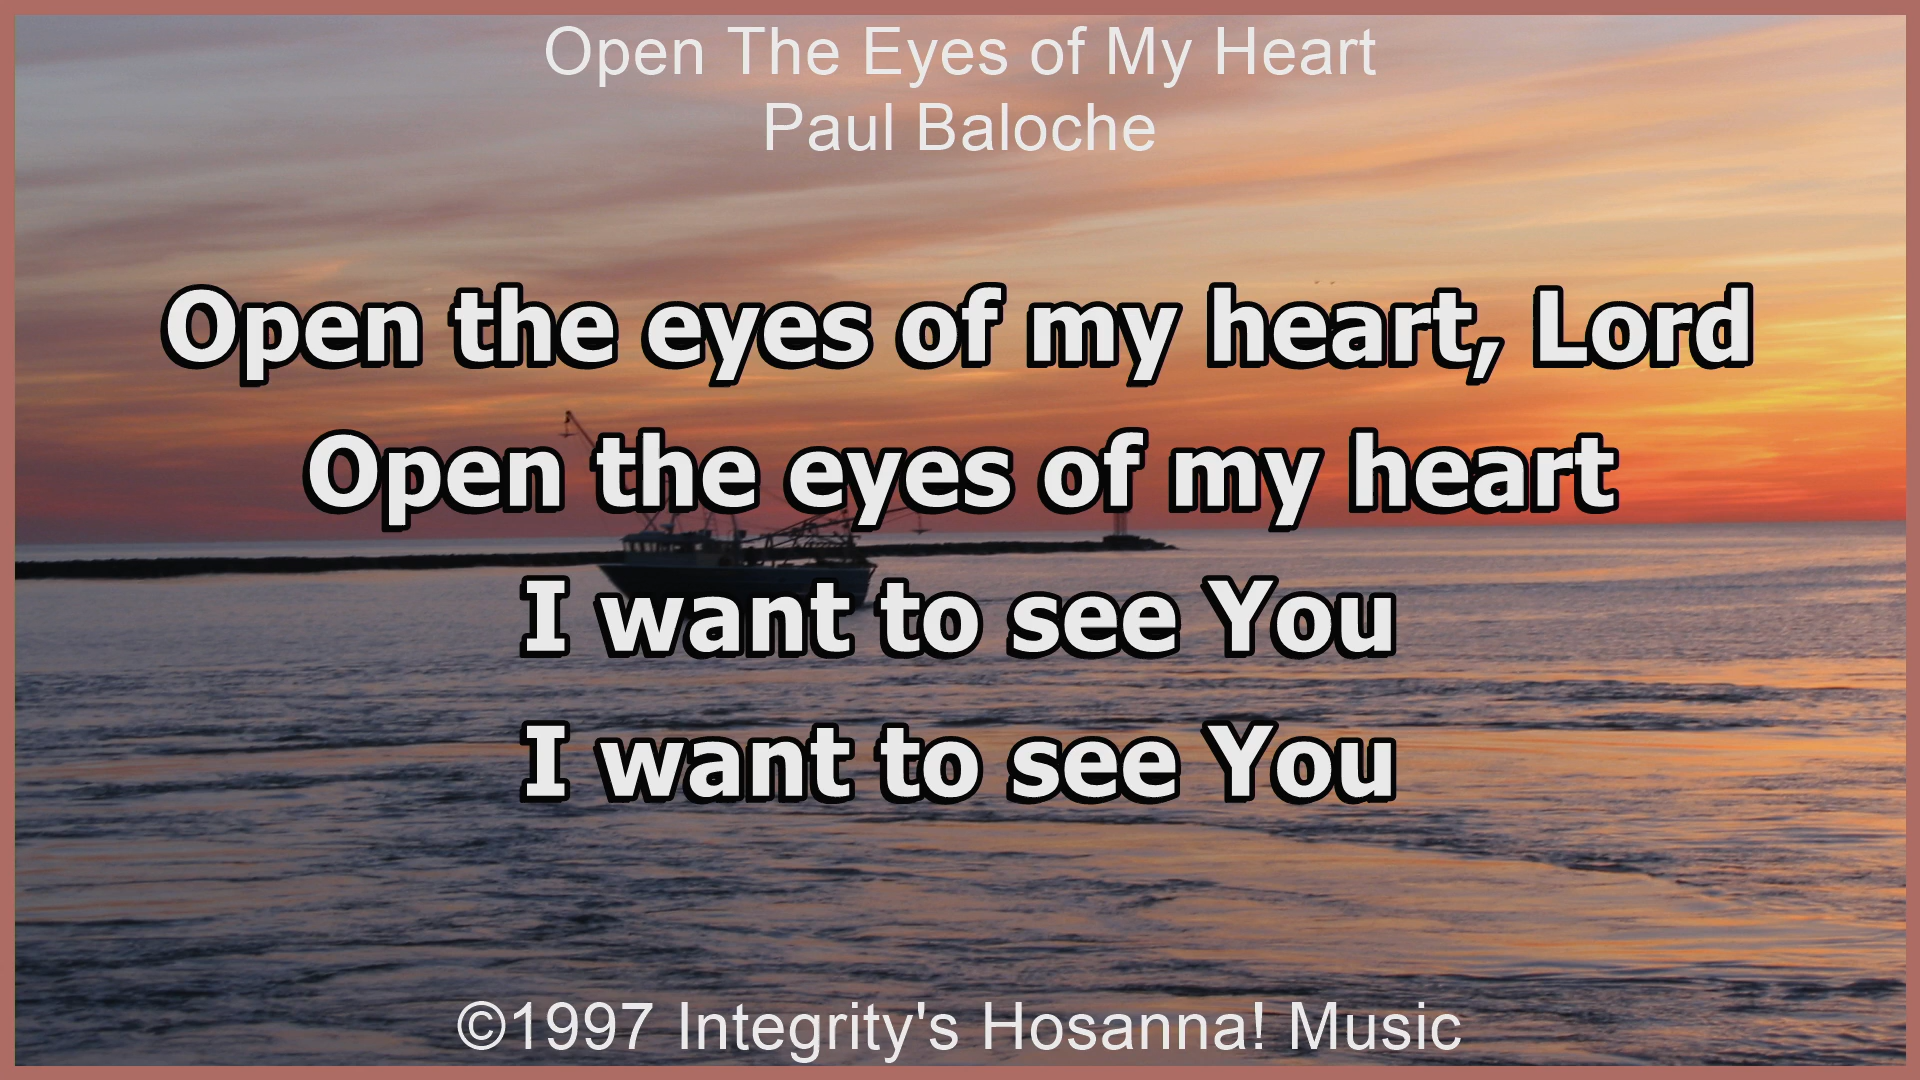 Open The Eyes of My Heart
Paul Baloche
Open the eyes of my heart, Lord
Open the eyes of my heart
I want to see You
I want to see You
©1997 Integrity's Hosanna! Music